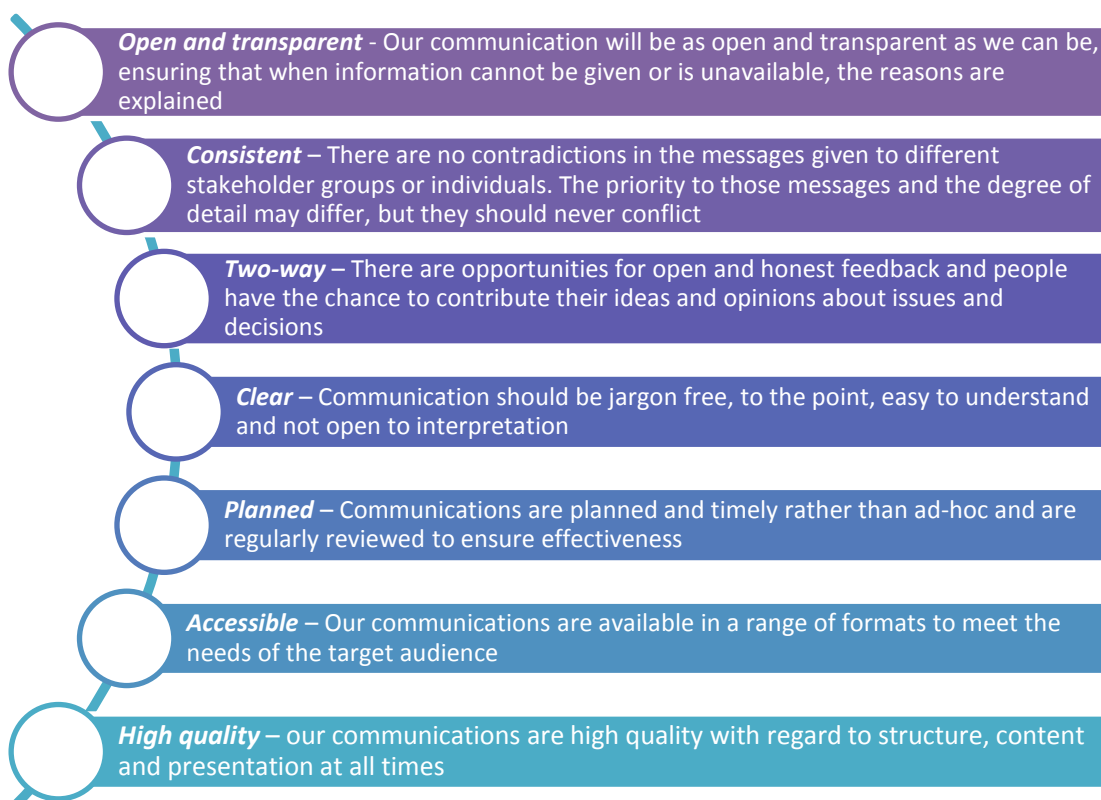 Open and transparent - Our communication will be as open and transparent as we can be,
ensuring that when information cannot be given or is unavailable, the reasons are
explained
Consistent – There are no contradictions in the messages given to different
stakeholder groups or individuals. The priority to those messages and the degree of
detail may differ, but they should never conflict
Two-way – There are opportunities for open and honest feedback and people
have the chance to contribute their ideas and opinions about issues and
decisions
Clear – Communication should be jargon free, to the point, easy to understand
and not open to interpretation
Planned – Communications are planned and timely rather than ad-hoc and are
regularly reviewed to ensure effectiveness
Accessible – Our communications are available in a range of formats to meet the
needs of the target audience
High quality – our communications are high quality with regard to structure, content
and presentation at all times